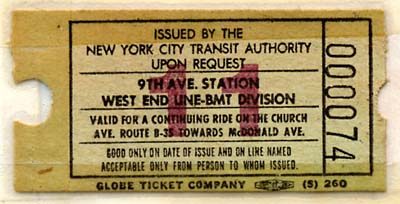 ISSUED BY THE
NEW YORK CITY TRANSIT AUTHORITY
UPON REQUEST
9TH AVE. STATION
WEST END LINE-BMT DIVISION
VALID FOR A CONTINUING RIDE ON THE CHURCH
AVE. ROUTE B-35 TOWARDS McDONALD AVE.
GOOD ONLY ON DATE OF ISSUE AND ON LINE NAMED
ACCEPTABLE ONLY FROM PERSON TO WHOM ISSUED.
GLOBE TICKET COMPANY (5) 260
000074
11